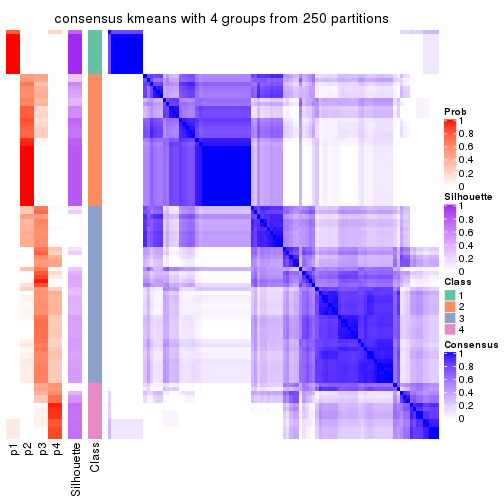 consensus kmeans with 4 groups from 250 partitions
Prob
1
0.8
0.6
0.4
0.2
0
Silhouette
1
0.8
0.6
0.4
0.2
0
Class
1
2
3
4
Consensus
1
0.8
0.6
0.4
0.2
0
p1
p2
p3
p4
Silhouette
Class